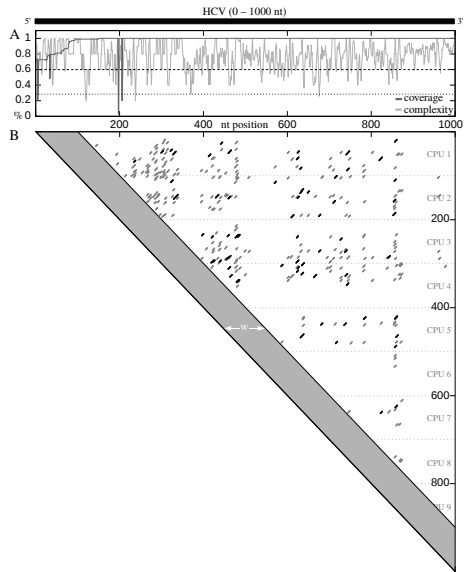 HCV (0 – 1000 nt)
5' 3'
A
1
0.8
0.6
0.4
0.2
% 0
coverage
complexity
200 400 600 800 1000
nt position
B
CPU 1
CPU 2
200
CPU 3
CPU 4
400
CPU 5
w
CPU 6
600
CPU 7
CPU 8
800
U 9